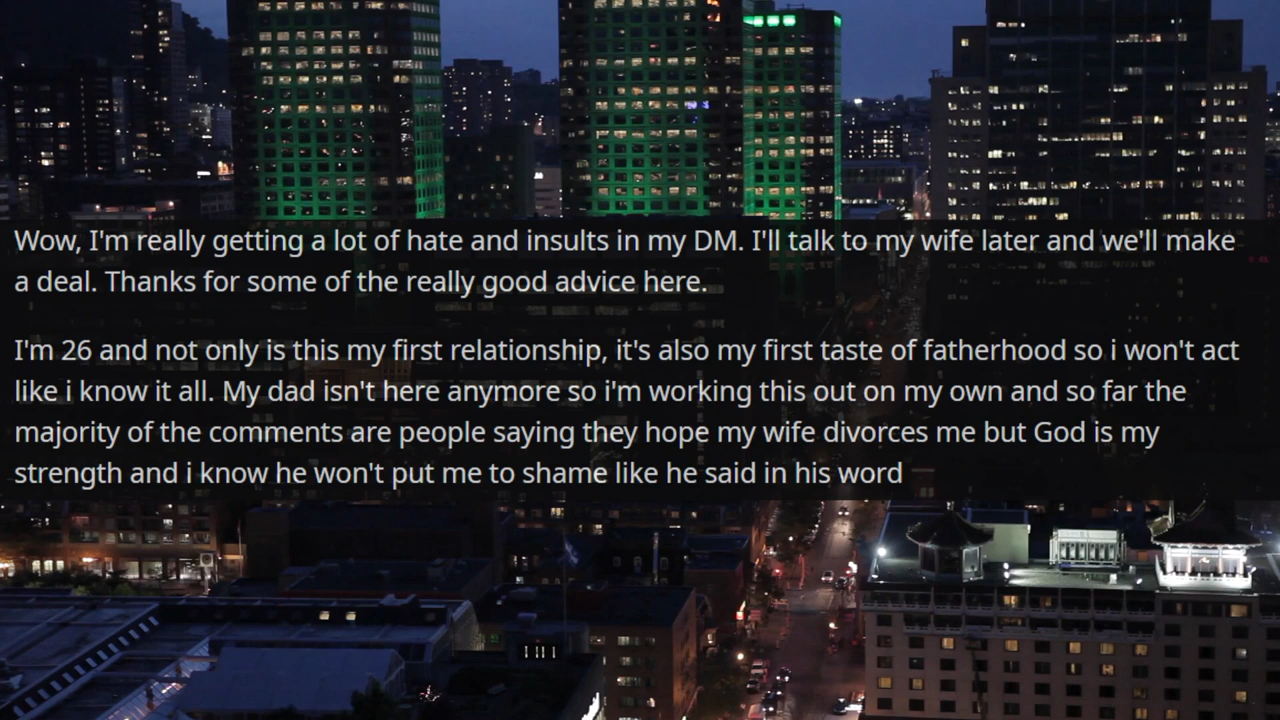 Wow, I'm really getting a lot of hate and insults in my DM. I'll talk to my wife later and we'll make
a deal. Thanks for some of the really good advice here.
I'm 26 and not only is this my first relationship, it's also my first taste of fatherhood so i won't act
like i know it all. My dad isn't here anymore so i'm working this out on my own and so far the
majority of the comments are people saying they hope my wife divorces me but God is my
strength and i know he won't put me to shame like he said in his word